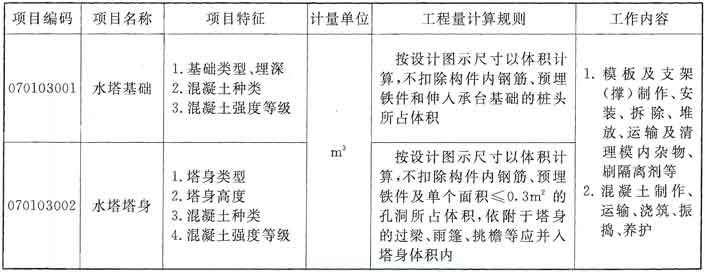 项目编码 项目名称 项目特征 计量单位 工程量计算规则 工作内容
070103001 水塔基础
1.基础类型、埋深
2.混凝土种类
3.混凝土强度等级
m³
按设计图示尺寸以体积计
算,不扣除构件内钢筋、预埋
铁件和伸入承台基础的桩头
所占体积
070103002 水塔塔身
1.塔身类型
2.塔身高度
3.混凝土种类
4.混凝土强度等级
按设计图示尺寸以体积计
算,不扣除构件内钢筋、预埋
铁件及单个面积≤0.3m²的
孔洞所占体积,依附于塔身
的过梁、雨篷、挑檐等应并入
塔身体积内
1.模板及支架
(撑)制作、安
装、拆除、堆
放、运输及清
理模内杂物、
刷隔离剂等
2.混凝土制作、
运输、浇筑、振
捣、养护